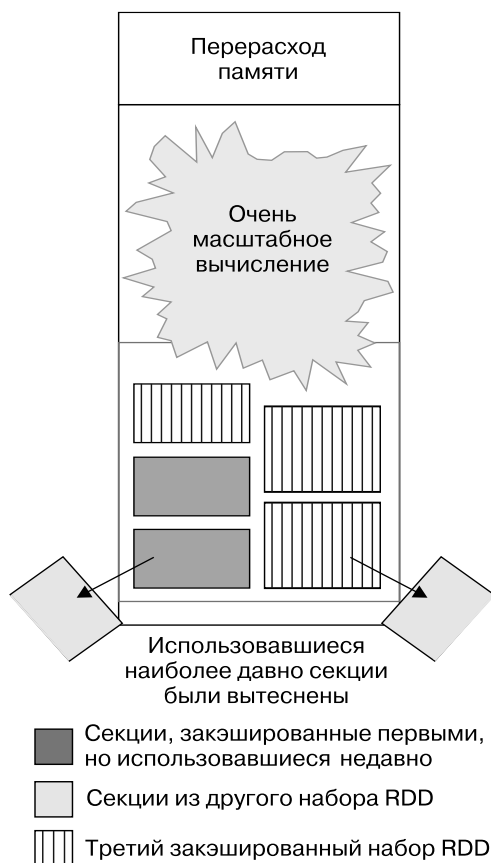 Перерасход
памяти
Очень
масштабное
вычисление
Использовавшиеся
наиболее давно секции
были вытеснены
Секции, закэшированные первыми,
но использовавшиеся недавно
Секции из другого набора RDD
Третий закэшированный набор RDD